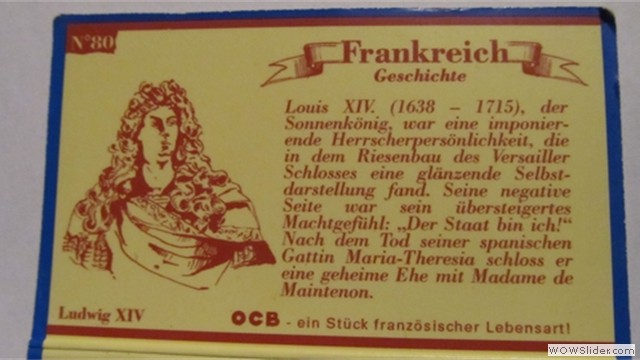 N°80
Frankreich
Geschichte
Louis XIV. (1638 – 1715), der
Sonnenkönig, war eine imponier-
ende Herrscherpersönlichkeit, die
in dem Riesenbau des Versailler
Schlosses eine glänzende Selbst-
darstellung fand. Seine negative
Seite war sein übersteigertes
Machtgefühl: „Der Staat bin ich!“
Nach dem Tod seiner spanischen
Gattin Maria-Theresia schloss er
eine geheime Ehe mit Madame de
Maintenon.
Ludwig XIV
OCB - ein Stück französischer Lebensart!
WOWSlider.com